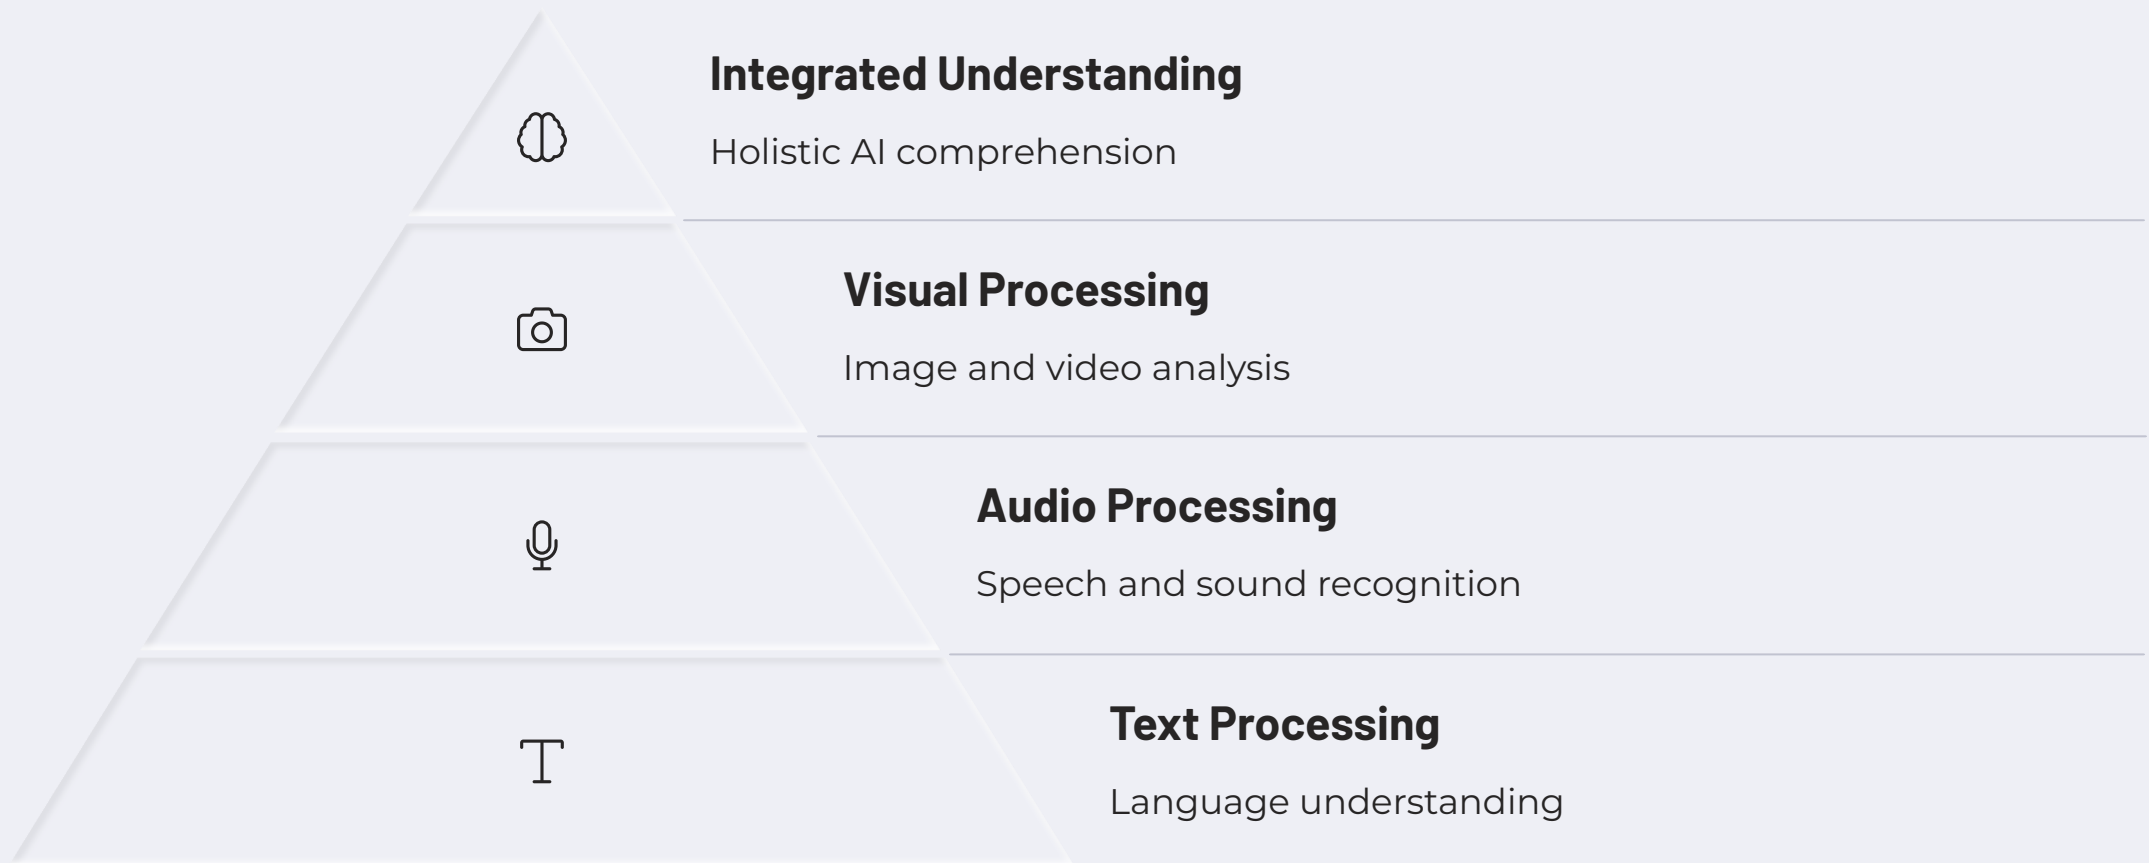 Integrated Understanding
Holistic AI comprehension
Visual Processing
Image and video analysis
Audio Processing
Speech and sound recognition
Text Processing
Language understanding